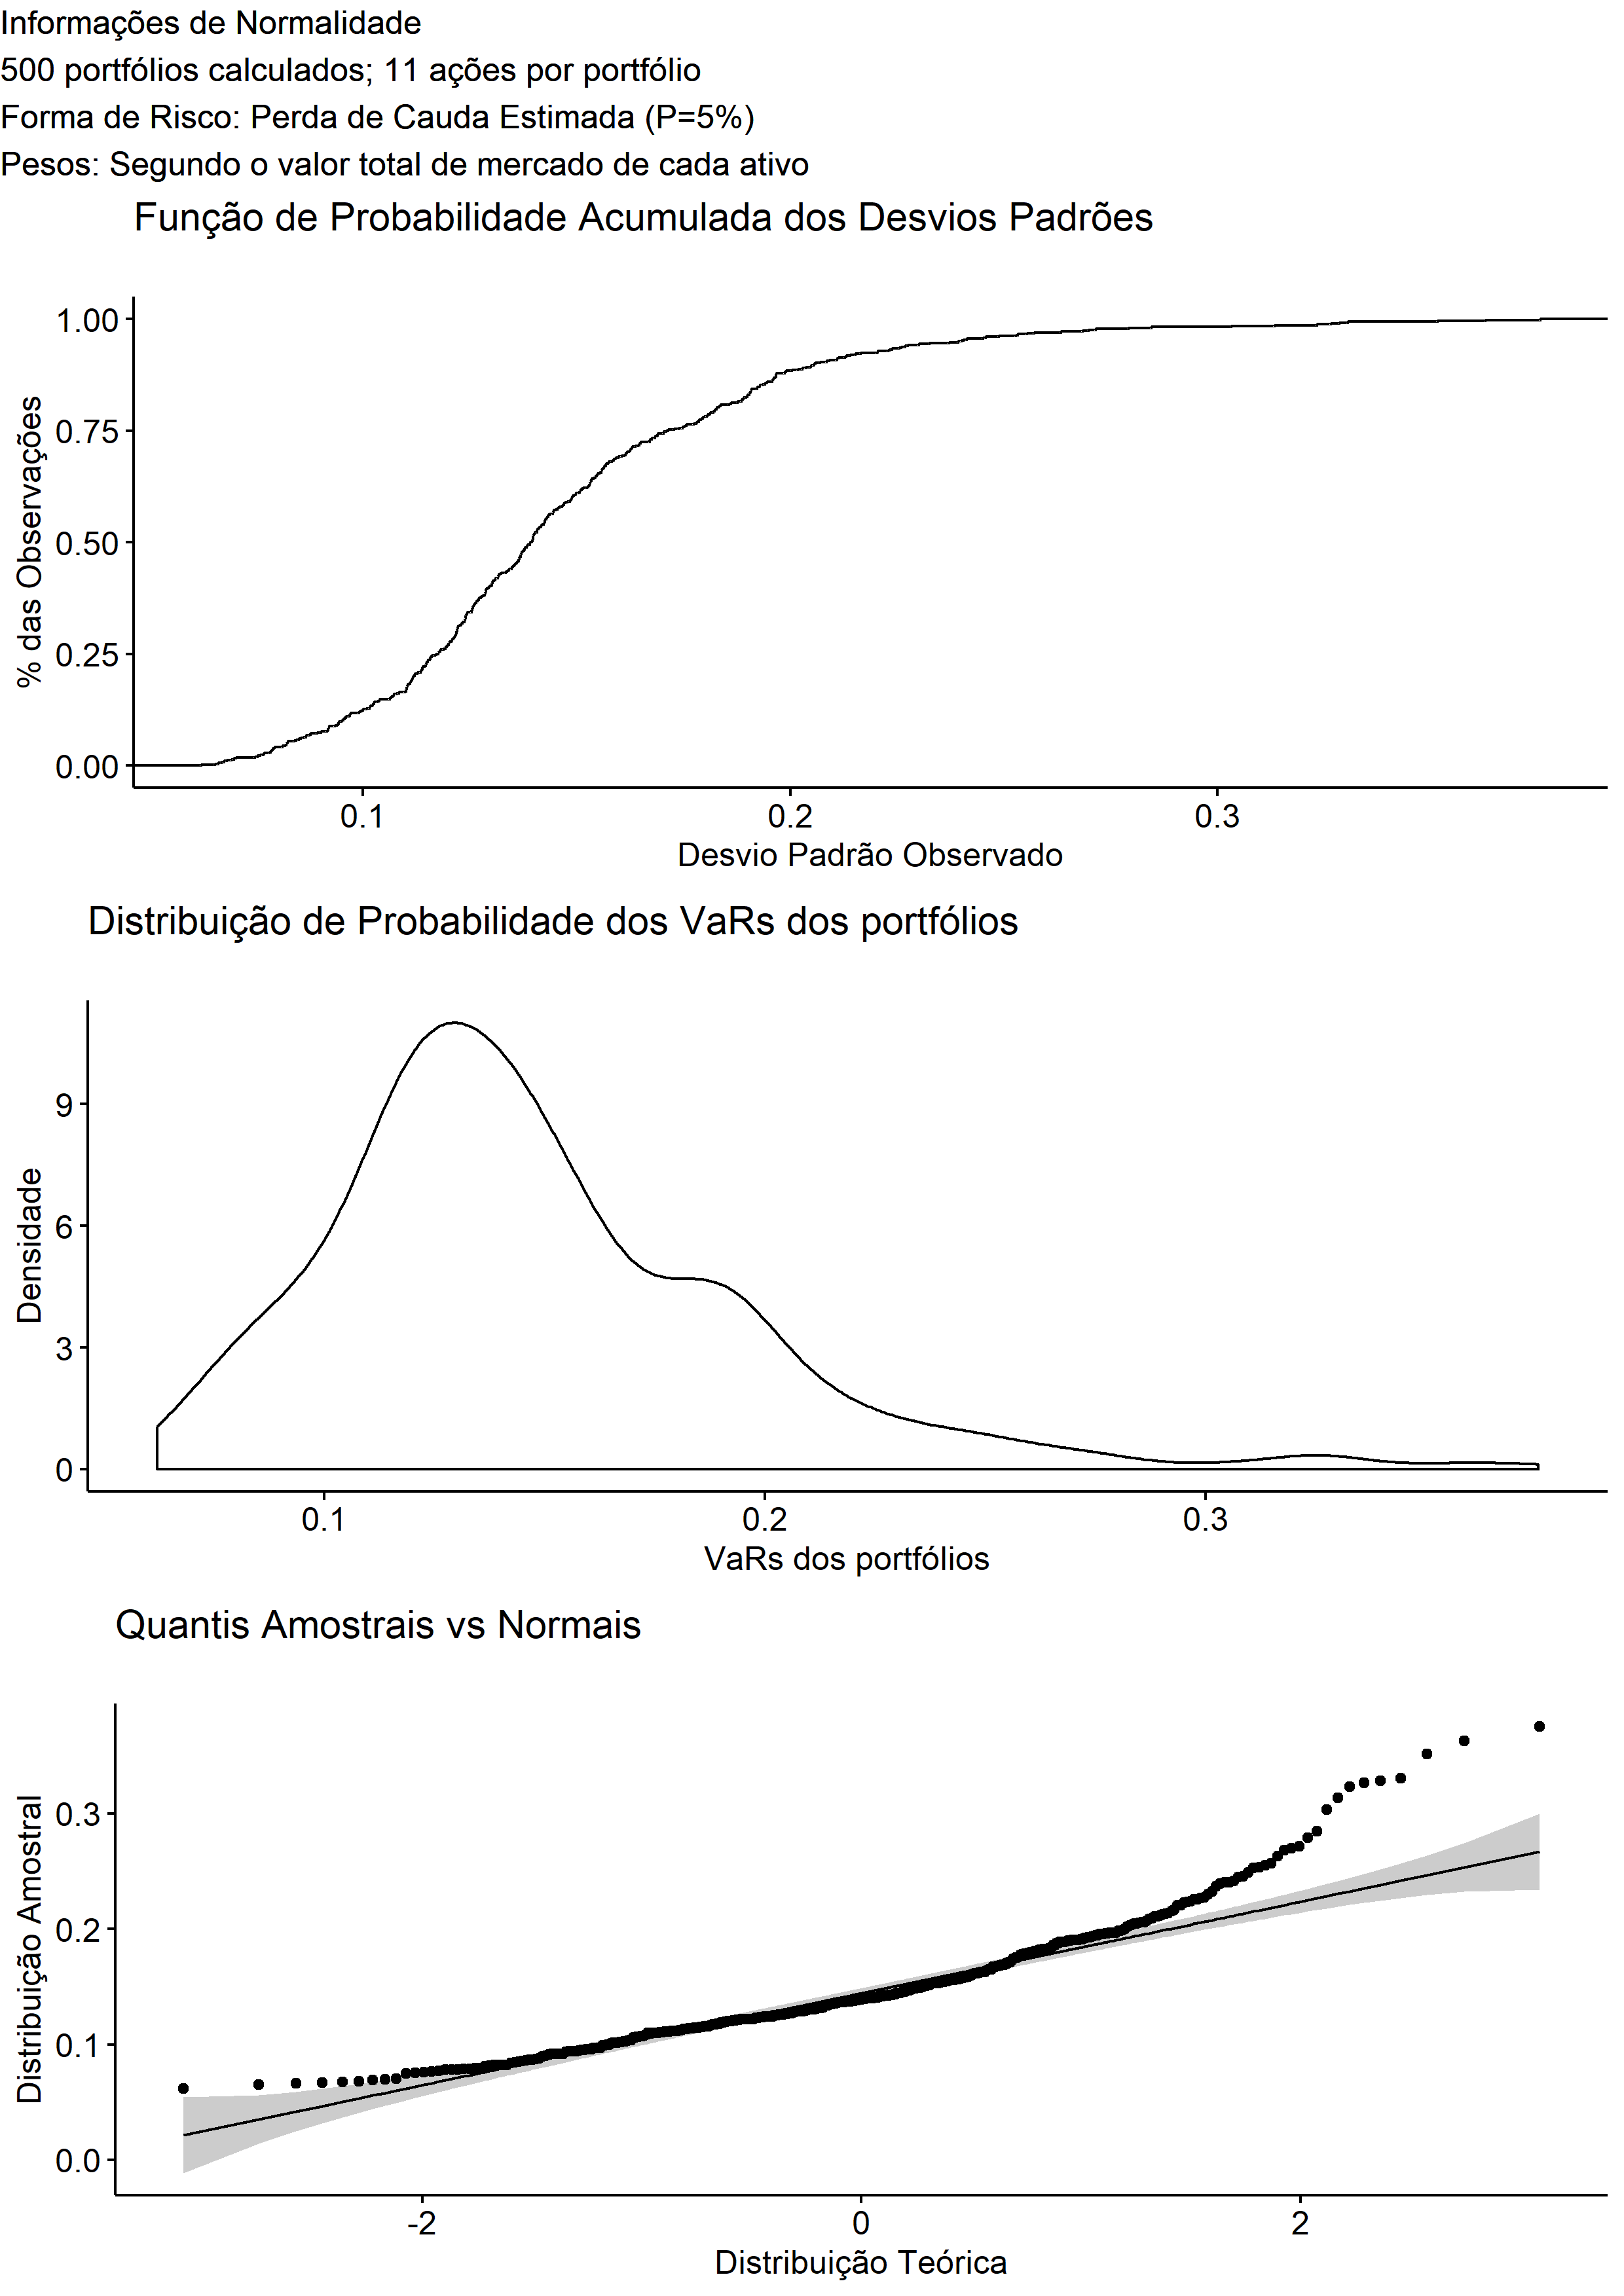 Informações de Normalidade
500 portfólios calculados; 11 ações por portfólio
Forma de Risco: Perda de Cauda Estimada (P=5%)
Pesos: Segundo o valor total de mercado de cada ativo
Função de Probabilidade Acumulada dos Desvios Padrões
% das Observações
1.00
0.75
0.50
0.25
0.00
0.1 0.2 0.3
Desvio Padrão Observado
Distribuição de Probabilidade dos VaRs dos portfólios
Densidade
9
6
3
0
0.1 0.2 0.3
VaRs dos portfólios
Quantis Amostrais vs Normais
Distribuição Amostral
0.3
0.2
0.1
0.0
-2 0 2
Distribuição Teórica